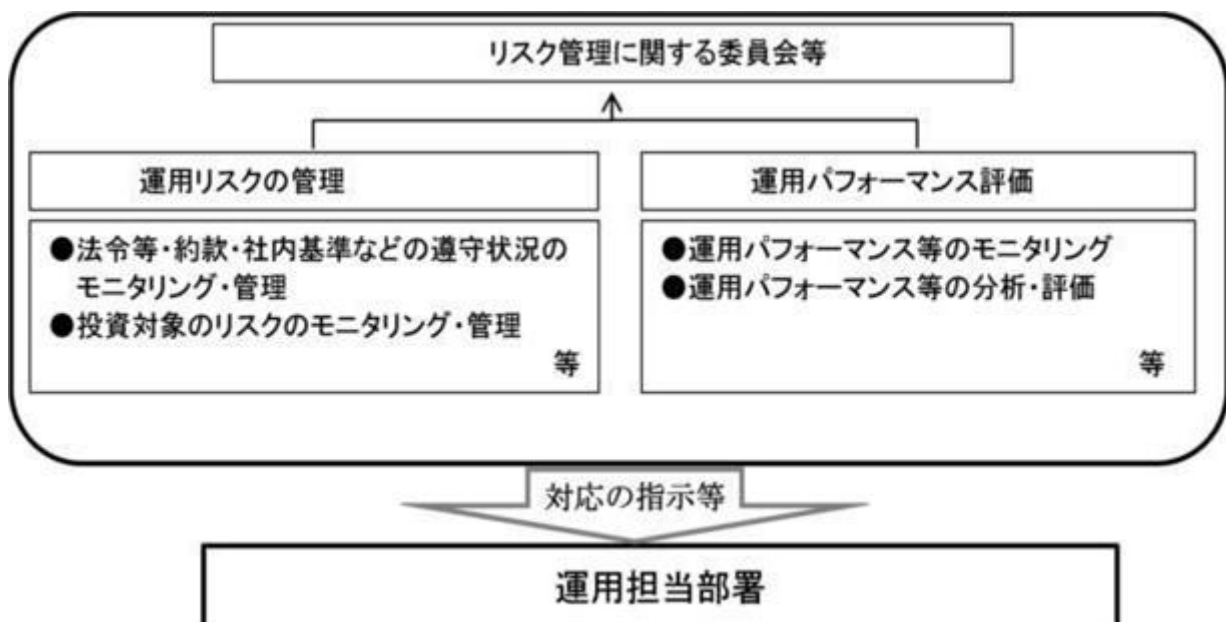 リスク管理に関する委員会等
運用リスクの管理
●法令等・約款・社内基準などの遵守状況の
モニタリング・管理
●投資対象のリスクのモニタリング・管理
等
運用パフォーマンス評価
●運用パフォーマンス等のモニタリング
●運用パフォーマンス等の分析・評価
等
対応の指示等
運用担当部署